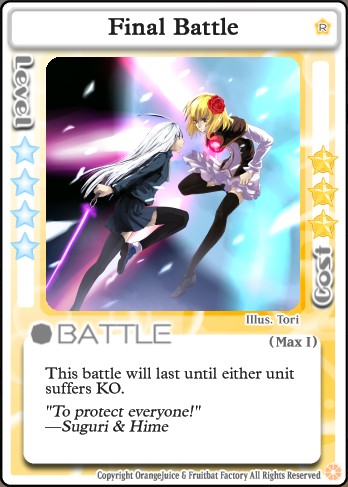 Final Battle
R
Level
Cost
Illus. Tori
BATTLE
(Max 1)
This battle will last until either unit
suffers KO.
"To protect everyone!"
—Suguri & Hime
Copyright OrangeJuice & Fruitbat Factory All Rights Reserved